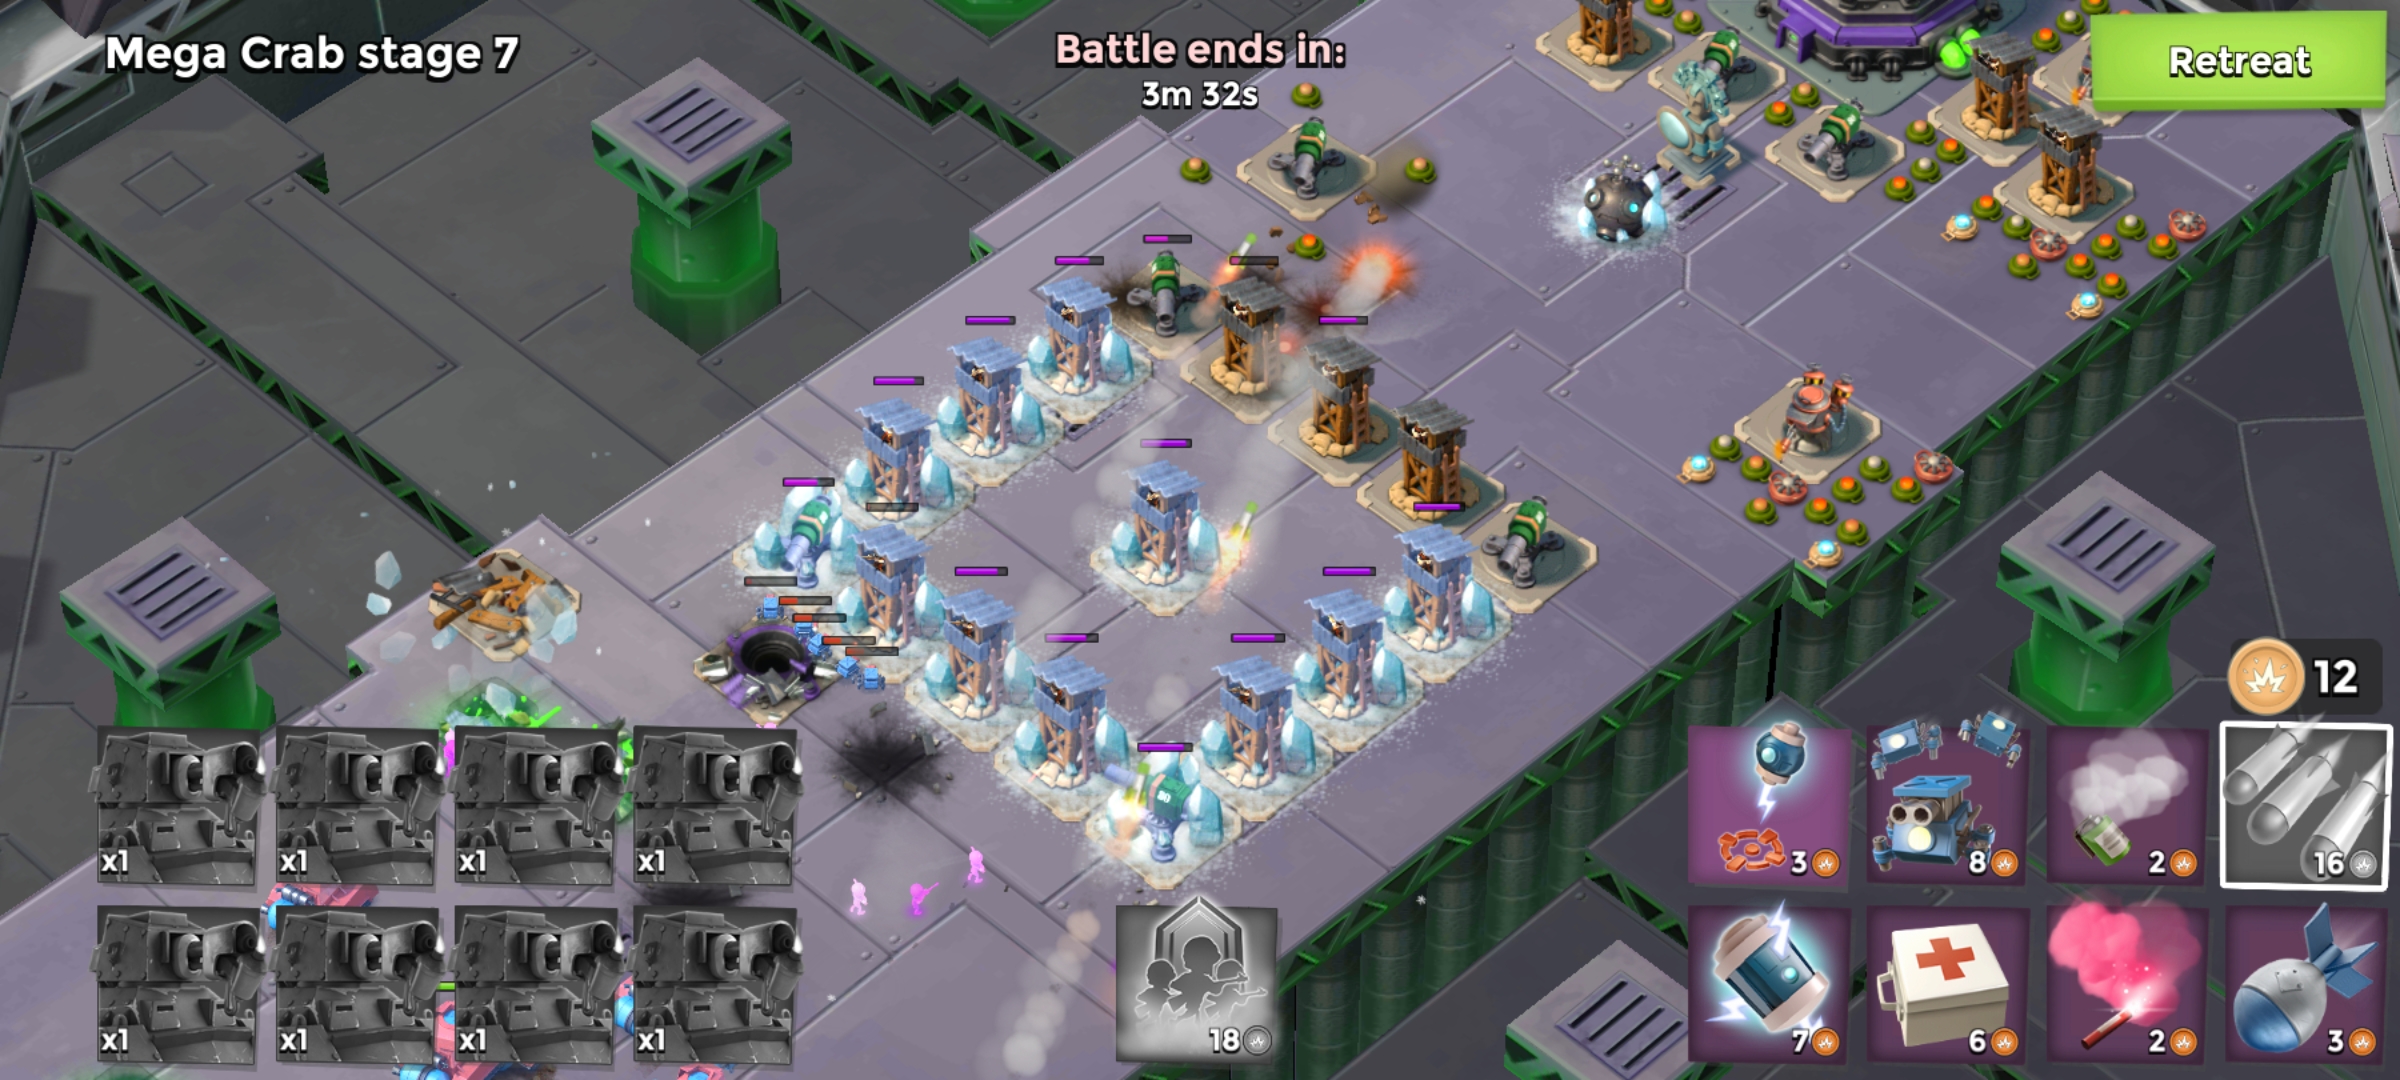 Mega Crab stage 7
Battle ends in:
3m 32s
Retreat
12
x1
x1
x1
x1
3
8
2
16
x1
x1
x1
x1
18
7
6
2
3